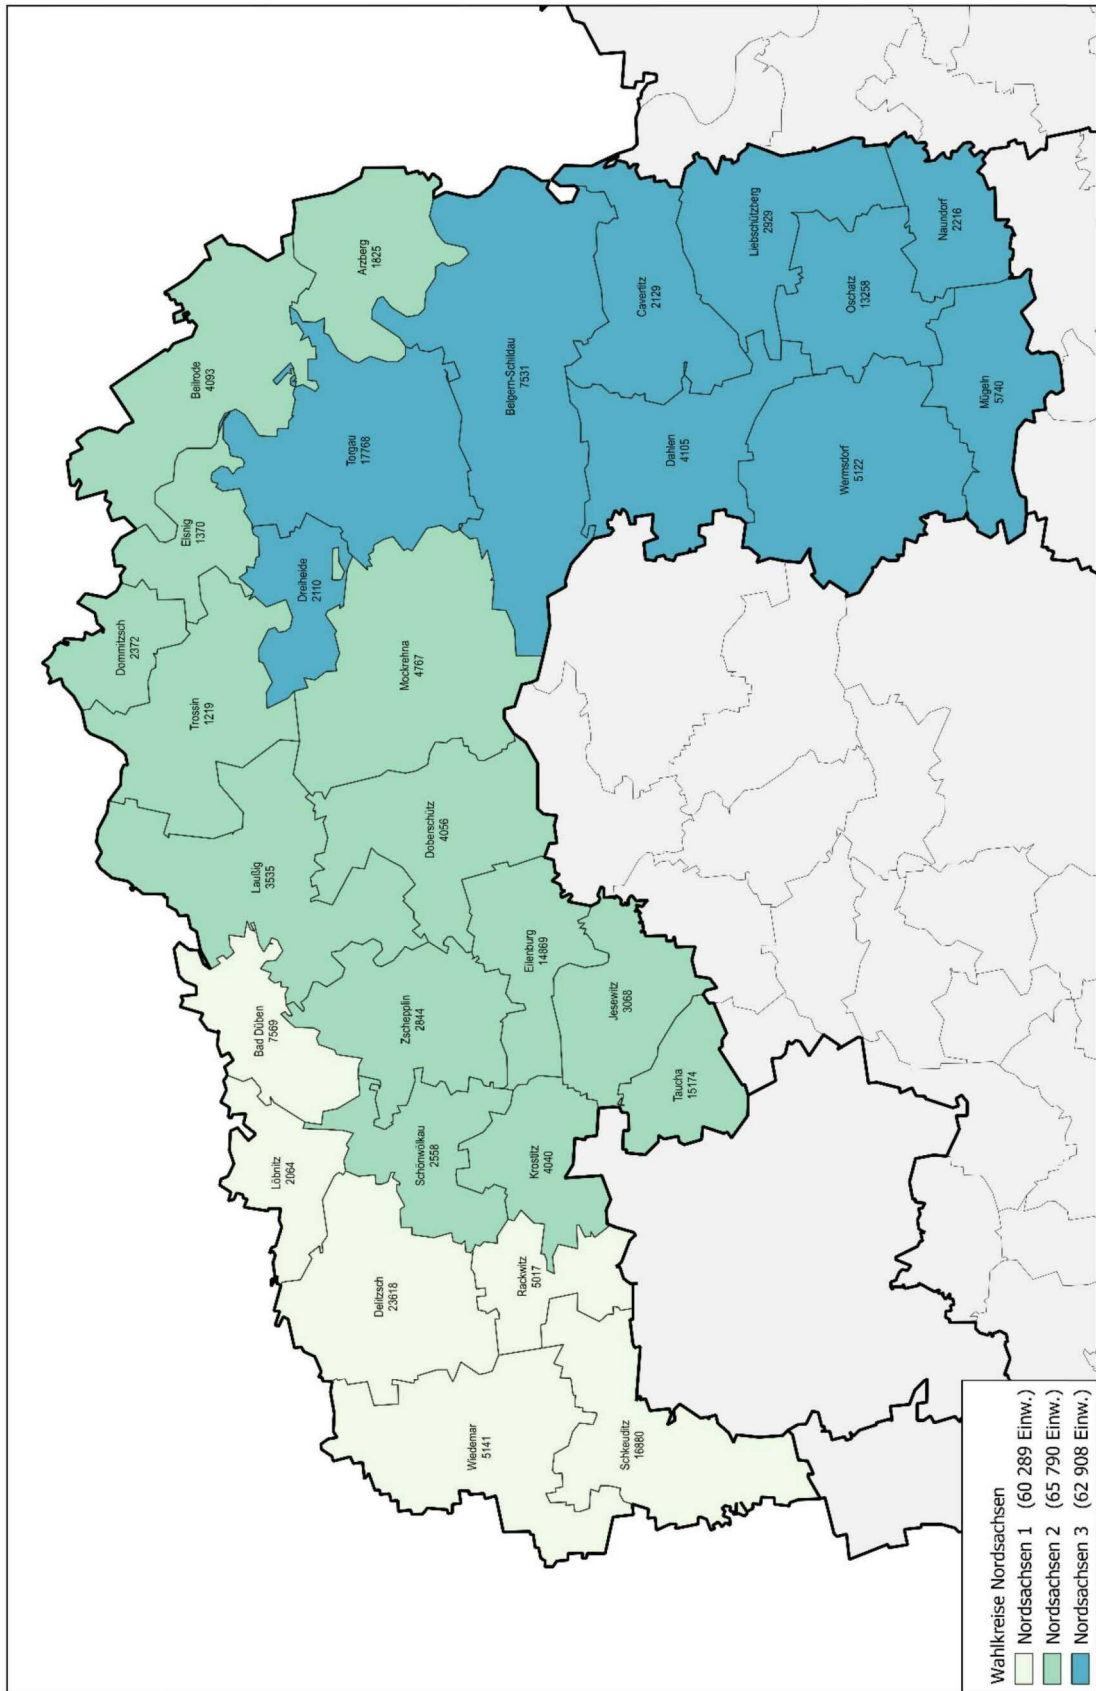 Wiedemar
5141
Schkeuditz
16880
Delitzsch
23618
Rackwitz
5017
Löbnitz
2064
Schönwölkau
2558
Krostitz
4040
Bad Düben
7569
Zschepplin
2844
Taucha
15174
Jesewitz
3068
Eilenburg
14869
Laußig
3535
Doberschütz
4056
Trossin
1219
Dommitzsch
2372
Mockrehna
4767
Elsnig
1370
Dreiheide
2110
Beilrode
4093
Torgau
17768
Arzberg
1825
Belgern-Schildau
7531
Dahlen
4105
Cavertitz
2129
Wermsdorf
5122
Liebschützberg
2929
Oschatz
13258
Mügeln
5740
Naundorf
2216
Wahlkreise Nordsachsen
Nordsachsen 1 (60 289 Einw.)
Nordsachsen 2 (65 790 Einw.)
Nordsachsen 3 (62 908 Einw.)